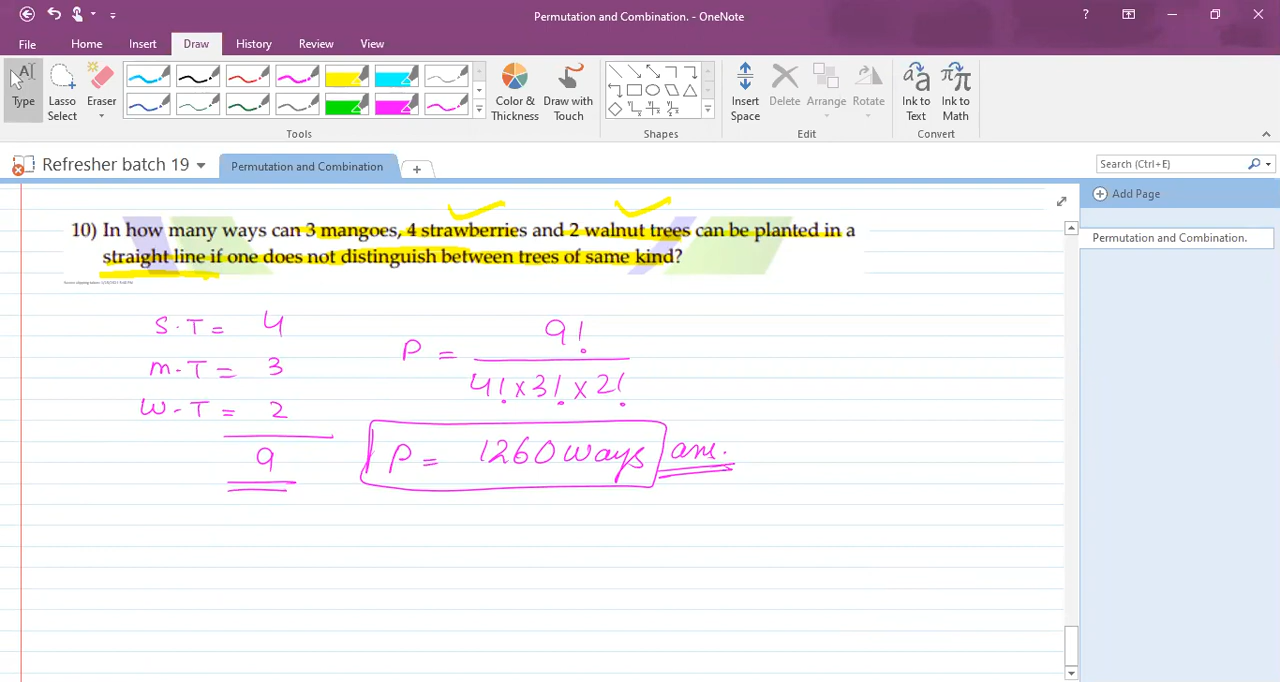 Permutation and Combination. - OneNote
File Home Insert Draw History Review View
Type
Lasso Select
Eraser
Color & Thickness
Draw with Touch
Insert Space
Delete
Arrange
Rotate
Ink to Text
Ink to Math
Tools Shapes Edit Convert
Refresher batch 19
Permutation and Combination
Search (Ctrl+E)
Add Page
Permutation and Combination.
10) In how many ways can 3 mangoes, 4 strawberries and 2 walnut trees can be planted in a
straight line if one does not distinguish between trees of same kind?
S.T = 4
m.T = 3
W-T = 2
9
P = 9! / 4! x 3! x 2!
P = 1260 ways ans.